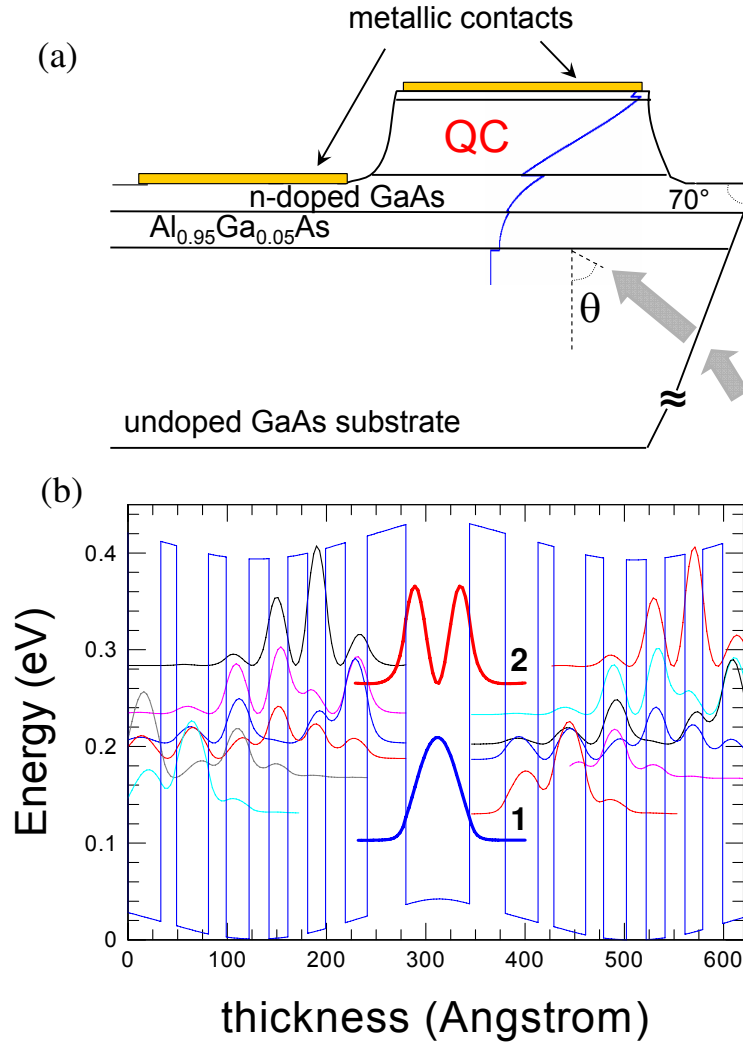 metallic contacts
(a)
QC
n-doped GaAs
70°
Al0.95Ga0.05As
θ
≈
undoped GaAs substrate
(b)
0.4
0.3
0.2
0.1
0
2
1
Energy (eV)
0 100 200 300 400 500 600
thickness (Angstrom)